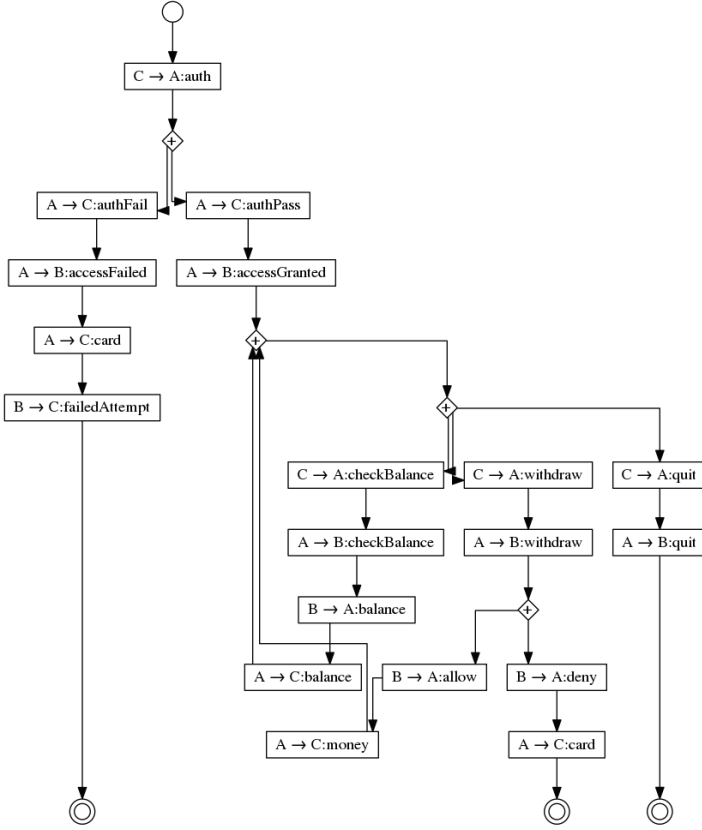 C → A:auth
+
A → C:authFail
A → C:authPass
A → B:accessFailed
A → B:accessGranted
A → C:card
+
B → C:failedAttempt
+
C → A:checkBalance
C → A:withdraw
C → A:quit
A → B:checkBalance
A → B:withdraw
A → B:quit
B → A:balance
+
A → C:balance
B → A:allow
B → A:deny
A → C:money
A → C:card